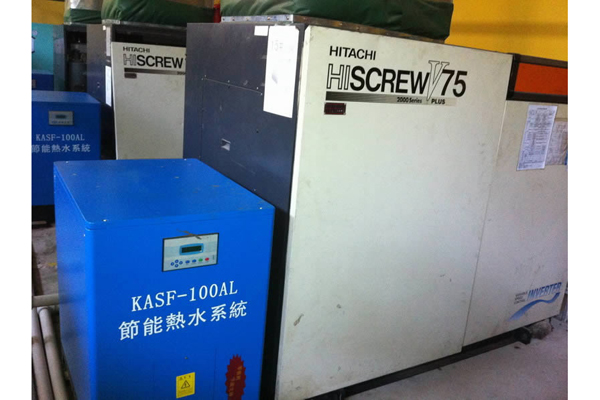 HITACHI
HISCREW
KASF-100AL
節能熱水系統
HITACHI
HISCREW V75
2000 Series PLUS
KASF-100AL
節能熱水系統
INVERTER